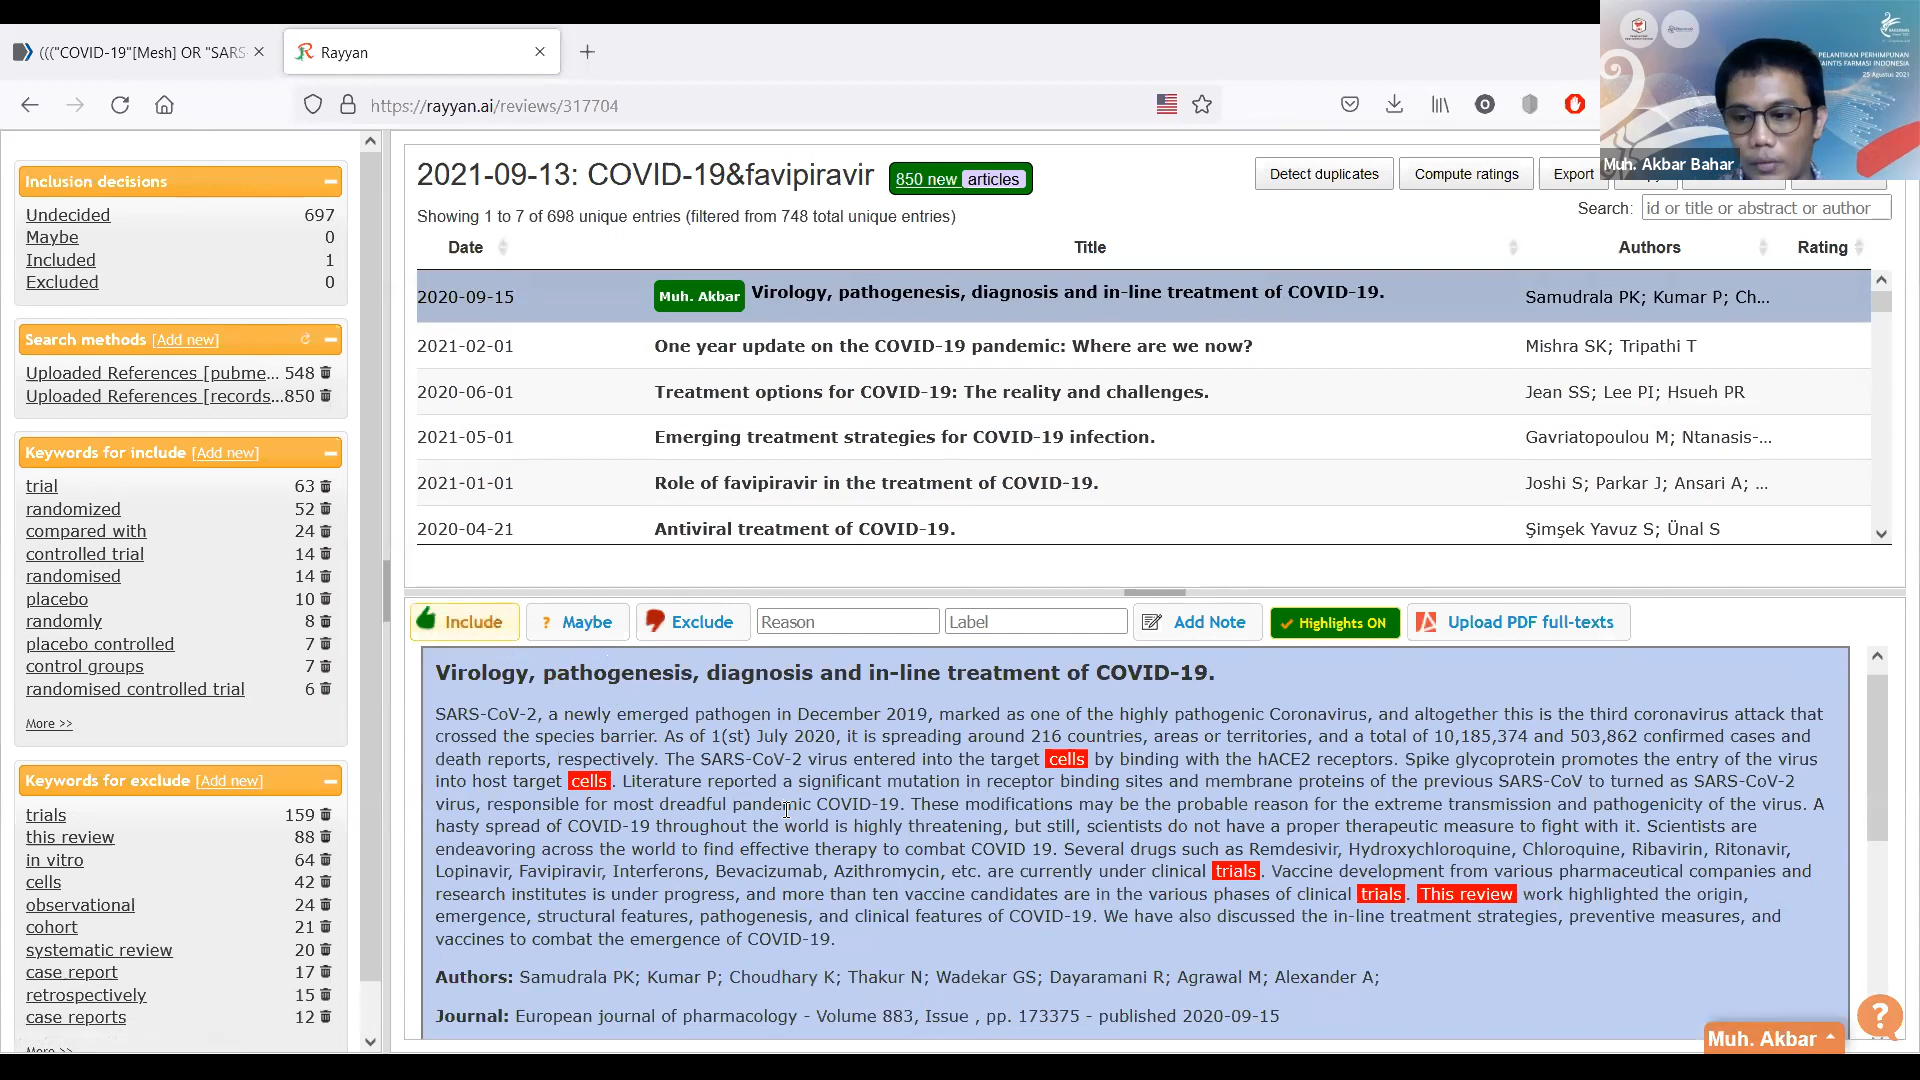 ((("COVID-19"[Mesh] OR "SARS
Rayyan
https://rayyan.ai/reviews/317704
PELANTIKAN PERHIMPUNAN
25 Agustus 2021
Muh. Akbar Bahar
Inclusion decisions
Undecided 697
Maybe 0
Included 1
Excluded 0
Search methods [Add new]
Uploaded References [pubme... 548
Uploaded References [records...850
Keywords for include [Add new]
trial 63
randomized 52
compared with 24
controlled trial 14
randomised 14
placebo 10
randomly 8
placebo controlled 7
control groups 7
randomised controlled trial 6
More >>
Keywords for exclude [Add new]
trials 159
this review 88
in vitro 64
cells 42
observational 24
cohort 21
systematic review 20
case report 17
retrospectively 15
case reports 12
More >>
2021-09-13: COVID-19&favipiravir 850 new articles
Detect duplicates Compute ratings Export
Showing 1 to 7 of 698 unique entries (filtered from 748 total unique entries)
Search: id or title or abstract or author
Date Title Authors Rating
2020-09-15 Muh. Akbar Virology, pathogenesis, diagnosis and in-line treatment of COVID-19. Samudrala PK; Kumar P; Ch...
2021-02-01 One year update on the COVID-19 pandemic: Where are we now? Mishra SK; Tripathi T
2020-06-01 Treatment options for COVID-19: The reality and challenges. Jean SS; Lee PI; Hsueh PR
2021-05-01 Emerging treatment strategies for COVID-19 infection. Gavriatopoulou M; Ntanasis-...
2021-01-01 Role of favipiravir in the treatment of COVID-19. Joshi S; Parkar J; Ansari A; ...
2020-04-21 Antiviral treatment of COVID-19. Şimşek Yavuz S; Ünal S
Include ? Maybe Exclude Reason Label Add Note Highlights ON Upload PDF full-texts
Virology, pathogenesis, diagnosis and in-line treatment of COVID-19.
SARS-CoV-2, a newly emerged pathogen in December 2019, marked as one of the highly pathogenic Coronavirus, and altogether this is the third coronavirus attack that
crossed the species barrier. As of 1(st) July 2020, it is spreading around 216 countries, areas or territories, and a total of 10,185,374 and 503,862 confirmed cases and
death reports, respectively. The SARS-CoV-2 virus entered into the target cells by binding with the hACE2 receptors. Spike glycoprotein promotes the entry of the virus
into host target cells. Literature reported a significant mutation in receptor binding sites and membrane proteins of the previous SARS-CoV to turned as SARS-CoV-2
virus, responsible for most dreadful pandemic COVID-19. These modifications may be the probable reason for the extreme transmission and pathogenicity of the virus. A
hasty spread of COVID-19 throughout the world is highly threatening, but still, scientists do not have a proper therapeutic measure to fight with it. Scientists are
endeavoring across the world to find effective therapy to combat COVID 19. Several drugs such as Remdesivir, Hydroxychloroquine, Chloroquine, Ribavirin, Ritonavir,
Lopinavir, Favipiravir, Interferons, Bevacizumab, Azithromycin, etc. are currently under clinical trials. Vaccine development from various pharmaceutical companies and
research institutes is under progress, and more than ten vaccine candidates are in the various phases of clinical trials. This review work highlighted the origin,
emergence, structural features, pathogenesis, and clinical features of COVID-19. We have also discussed the in-line treatment strategies, preventive measures, and
vaccines to combat the emergence of COVID-19.
Authors: Samudrala PK; Kumar P; Choudhary K; Thakur N; Wadekar GS; Dayaramani R; Agrawal M; Alexander A;
Journal: European journal of pharmacology - Volume 883, Issue , pp. 173375 - published 2020-09-15
?
Muh. Akbar